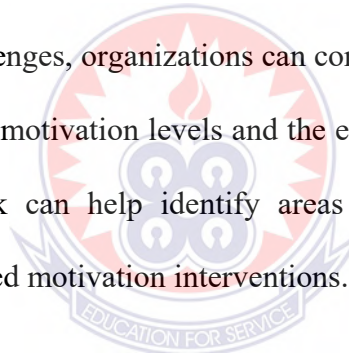 enges, organizations can con
motivation levels and the e
k can help identify areas
ed motivation interventions.
EDUCATION FOR SERVICE